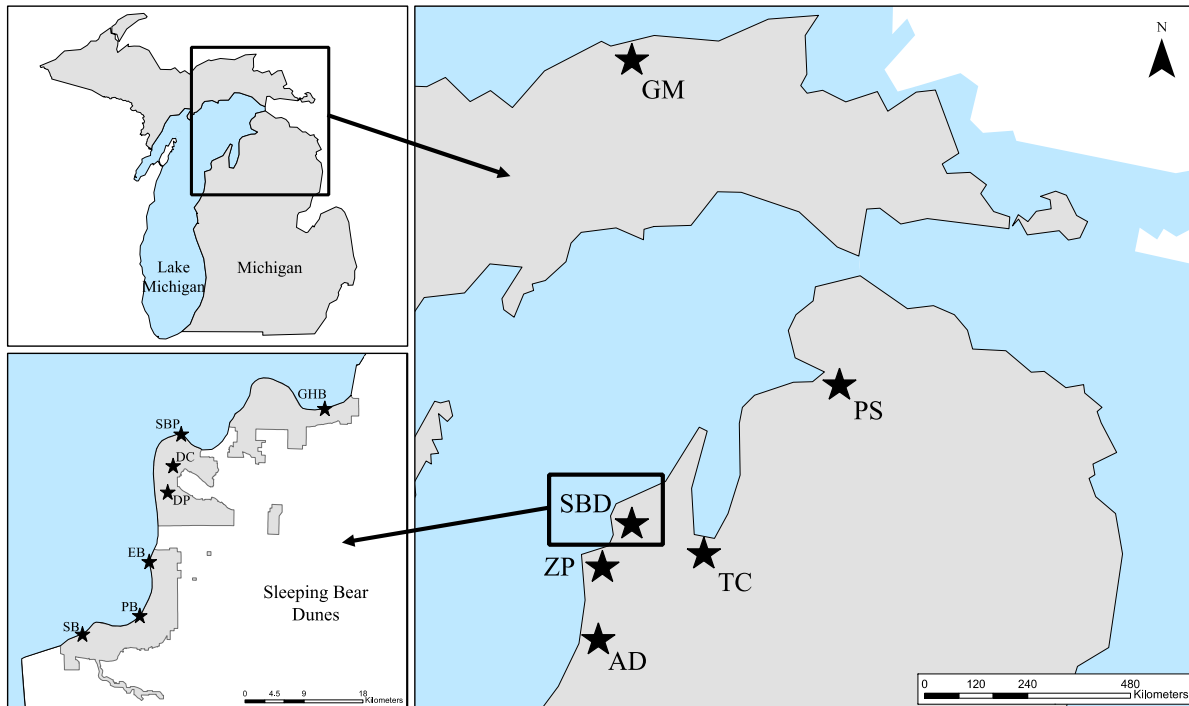 Lake
Michigan
Michigan
GHB
SBP
DC
DP
EB
PB
SB
Sleeping Bear
Dunes
0 4.5 9 18
Kilometers
N
GM
PS
SBD
ZP
TC
AD
0 120 240 480
Kilometers